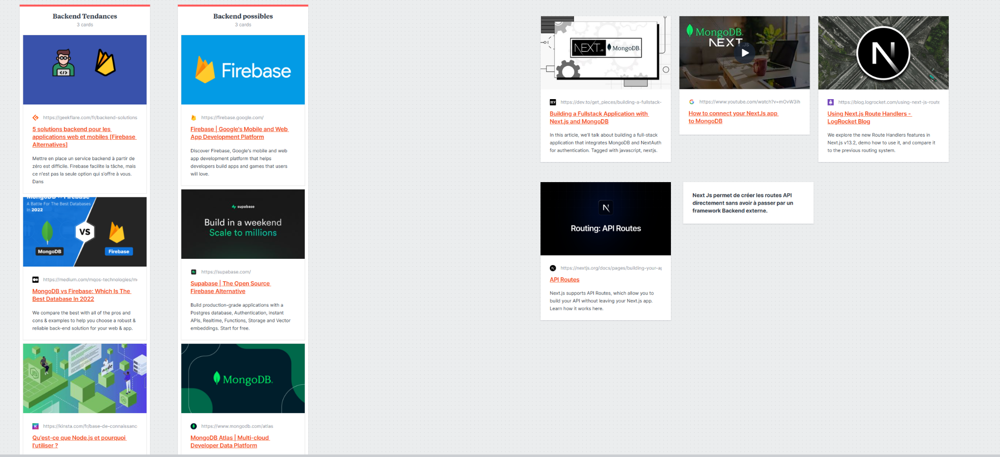 Backend Tendances
3 cards
</>
https://geekflare.com/fr/backend-solutions
5 solutions backend pour les
applications web et mobiles [Firebase
Alternatives]
Mettre en place un service backend à partir de
zéro est difficile. Firebase facilite la tâche, mais
ce n'est pas la seule option qui s'offre à vous.
Dans
MongoDB vs Firebase
A Battle For The Best Databases
In 2022
VS
MongoDB
Firebase
https://medium.com/mqos-technologies/m
MongoDB vs Firebase: Which Is The
Best Database In 2022
We compare the best with all of the pros and
cons & examples to help you choose a robust &
reliable back-end solution for your web & app.
JS
node
JS
https://kinsta.com/fr/base-de-connaissanc
Qu'est-ce que Node.js et pourquoi
l'utiliser ?
Backend possibles
3 cards
Firebase
https://firebase.google.com/
Firebase | Google's Mobile and Web
App Development Platform
Discover Firebase, Google's mobile and web
app development platform that helps
developers build apps and games that users
will love.
supabase
Build in a weekend
Scale to millions
https://supabase.com/
Supabase | The Open Source
Firebase Alternative
Build production-grade applications with a
Postgres database, Authentication, instant
APIs, Realtime, Functions, Storage and Vector
embeddings. Start for free.
MongoDB.
https://www.mongodb.com/atlas
MongoDB Atlas | Multi-cloud
Developer Data Platform
NEXT.JS MongoDB.
DEV https://dev.to/get_pieces/building-a-fullstack-
Building a Fullstack Application with
Next.js and MongoDB
In this article, we'll talk about building a full-stack
application that integrates MongoDB and NextAuth
for authentication. Tagged with javascript, nextjs.
MongoDB.
NEXT.JS
https://www.youtube.com/watch?v=mOvW3ih
How to connect your NextJs app
to MongoDB
N
https://blog.logrocket.com/using-next-js-route
Using Next.js Route Handlers -
LogRocket Blog
We explore the new Route Handlers features in
Next.js v13.2, demo how to use it, and compare it
to the previous routing system.
N
Routing: API Routes
https://nextjs.org/docs/pages/building-your-ap
API Routes
Next.js supports API Routes, which allow you to
build your API without leaving your Next.js app.
Learn how it works here.
Next Js permet de créer les routes API
directement sans avoir à passer par un
framework Backend externe.